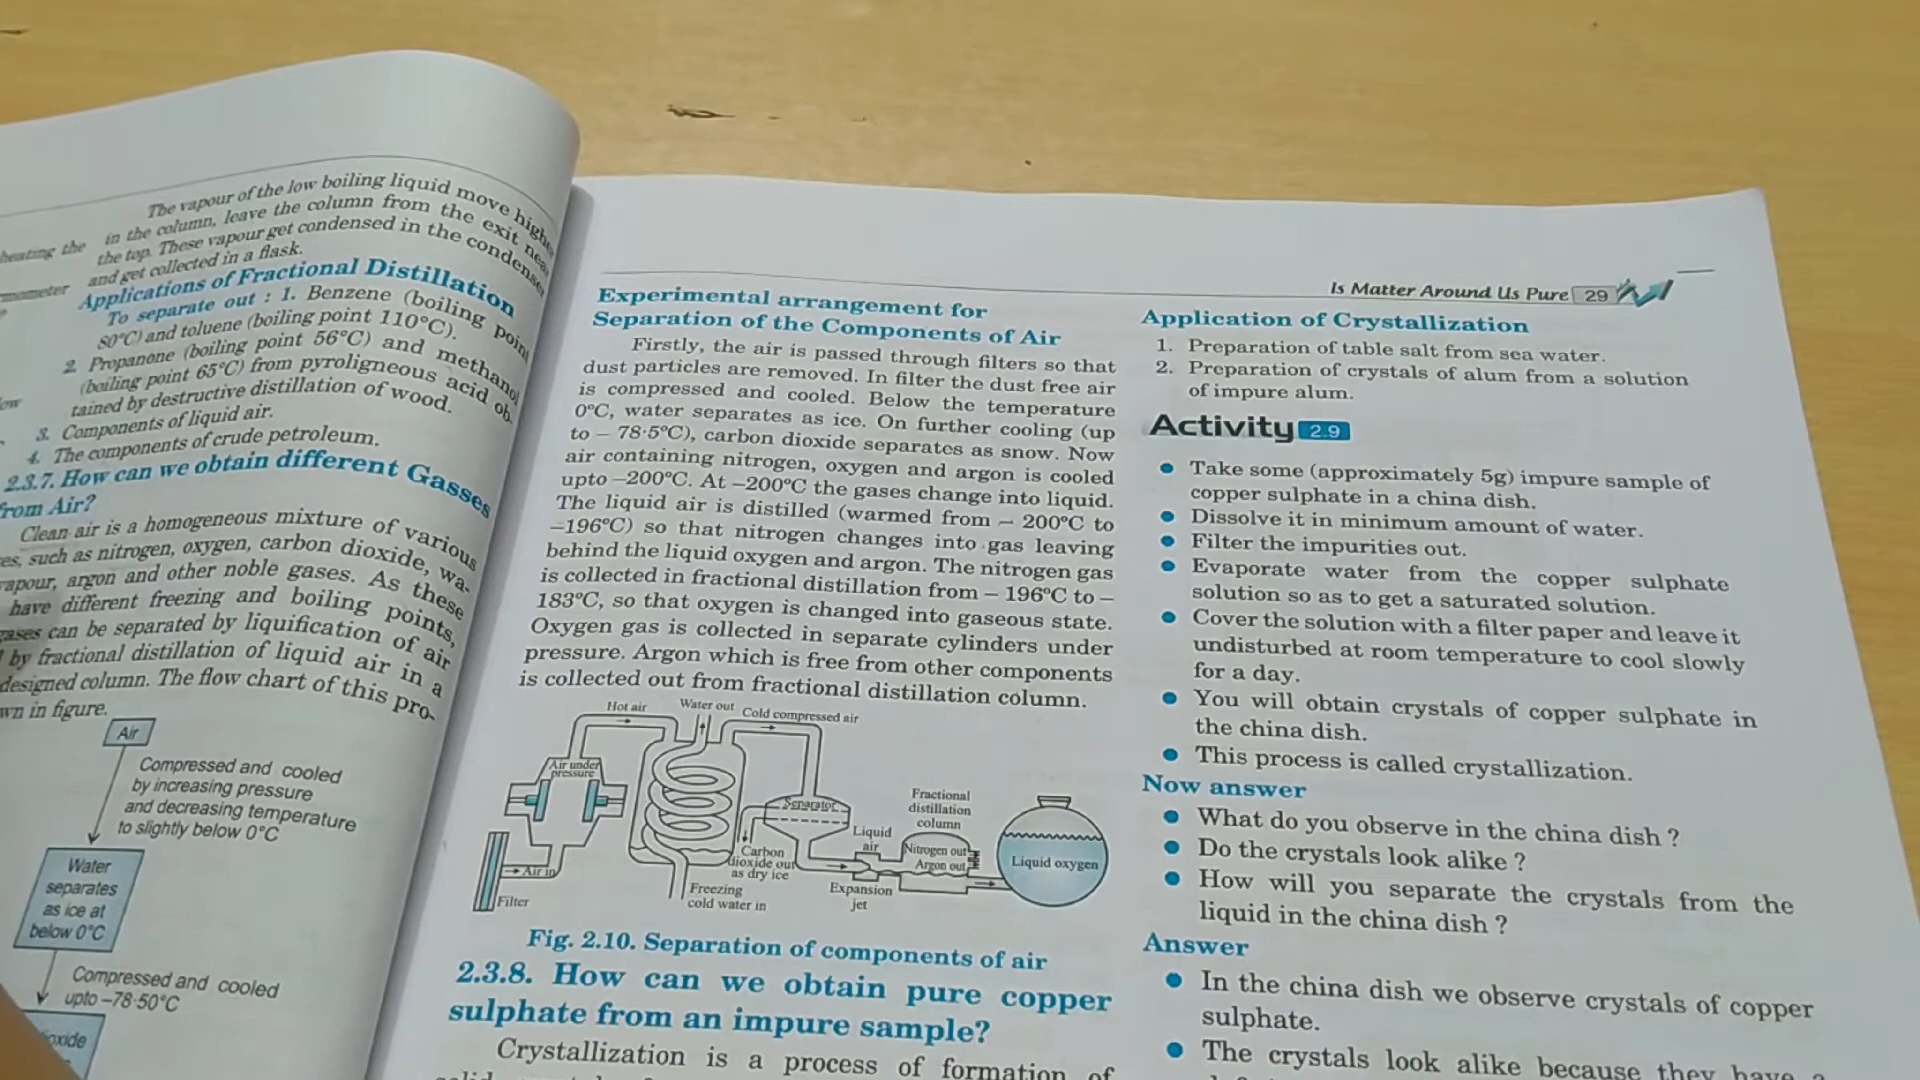 The vapour of the low boiling liquid move
in the column, leave the column from the exit
the top. These vapour get condensed in the
and get collected in a flask.
heating the
Applications of Fractional Distillation
To separate out : 1. Benzene (boiling point
80°C) and toluene (boiling point 110°C).
2. Propanone (boiling point 56°C) and methanol
(boiling point 65°C) from pyroligneous acid ob-
tained by destructive distillation of wood.
3. Components of liquid air.
4. The components of crude petroleum.
2.3.7. How can we obtain different Gasses
from Air?
Clean air is a homogeneous mixture of various
es, such as nitrogen, oxygen, carbon dioxide, wa-
vapour, argon and other noble gases. As these
have different freezing and boiling points,
gases can be separated by liquification of air
by fractional distillation of liquid air in a
designed column. The flow chart of this pro-
wn in figure.
Air
Compressed and cooled
by increasing pressure
and decreasing temperature
to slightly below 0°C
Water
separates
as ice at
below 0°C
Compressed and cooled
upto –78·50°C
oxide
Is Matter Around Us Pure 29
Experimental arrangement for
Separation of the Components of Air
Firstly, the air is passed through filters so that
dust particles are removed. In filter the dust free air
is compressed and cooled. Below the temperature
0°C, water separates as ice. On further cooling (up
to – 78·5°C), carbon dioxide separates as snow. Now
air containing nitrogen, oxygen and argon is cooled
upto –200°C. At –200°C the gases change into liquid.
The liquid air is distilled (warmed from – 200°C to
–196°C) so that nitrogen changes into gas leaving
behind the liquid oxygen and argon. The nitrogen gas
is collected in fractional distillation from – 196°C to –
183°C, so that oxygen is changed into gaseous state.
Oxygen gas is collected in separate cylinders under
pressure. Argon which is free from other components
is collected out from fractional distillation column.
Hot air
Water out
Cold compressed air
Air under
pressure
Separator
Fractional
distillation
column
Liquid
air
Nitrogen out
Argon out
Liquid oxygen
Carbon
dioxide out
as dry ice
Air in
Filter
Freezing
cold water in
Expansion
jet
Fig. 2.10. Separation of components of air
2.3.8. How can we obtain pure copper
sulphate from an impure sample?
Crystallization is a process of formation of
Application of Crystallization
1. Preparation of table salt from sea water.
2. Preparation of crystals of alum from a solution
of impure alum.
Activity 2.9
• Take some (approximately 5g) impure sample of
copper sulphate in a china dish.
• Dissolve it in minimum amount of water.
• Filter the impurities out.
• Evaporate water from the copper sulphate
solution so as to get a saturated solution.
• Cover the solution with a filter paper and leave it
undisturbed at room temperature to cool slowly
for a day.
• You will obtain crystals of copper sulphate in
the china dish.
• This process is called crystallization.
Now answer
• What do you observe in the china dish ?
• Do the crystals look alike ?
• How will you separate the crystals from the
liquid in the china dish ?
Answer
• In the china dish we observe crystals of copper
sulphate.
• The crystals look alike because they have a